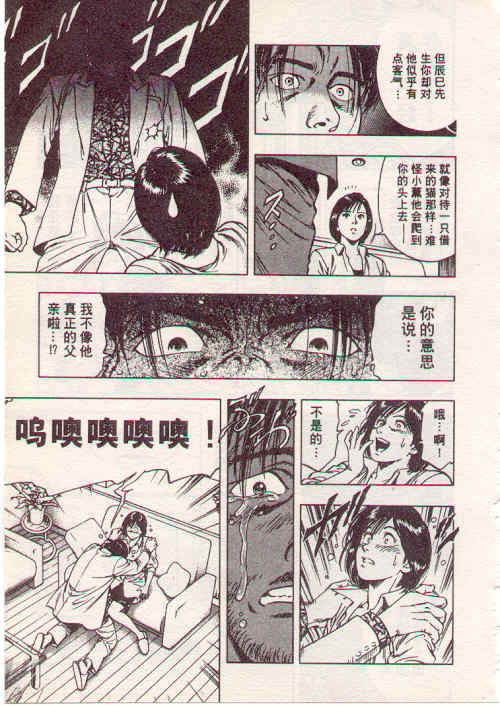 但辰巳先
生你却对
他似乎有
点客气…
就像对待一只借
来的猫那样…难
怪小薰他会爬到
你的头上去——
你的意思
是说…
我不像他
真正的父
亲啦…!?
哦…啊!
不是的…
呜噢噢噢噢!